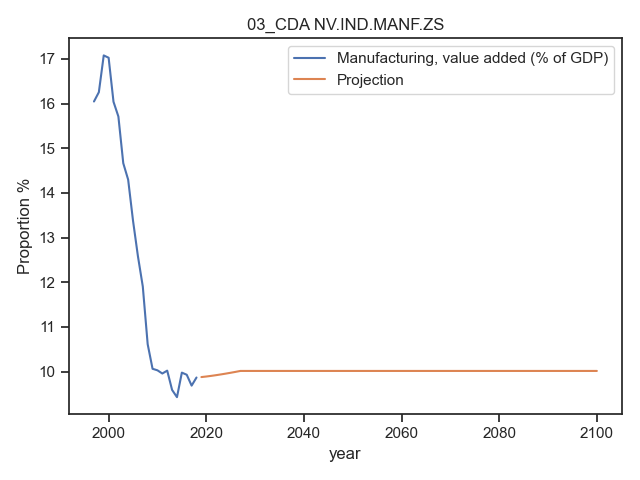 03_CDA NV.IND.MANF.ZS
Manufacturing, value added (% of GDP)
Projection
Proportion %
17
16
15
14
13
12
11
10
2000 2020 2040 2060 2080 2100
year